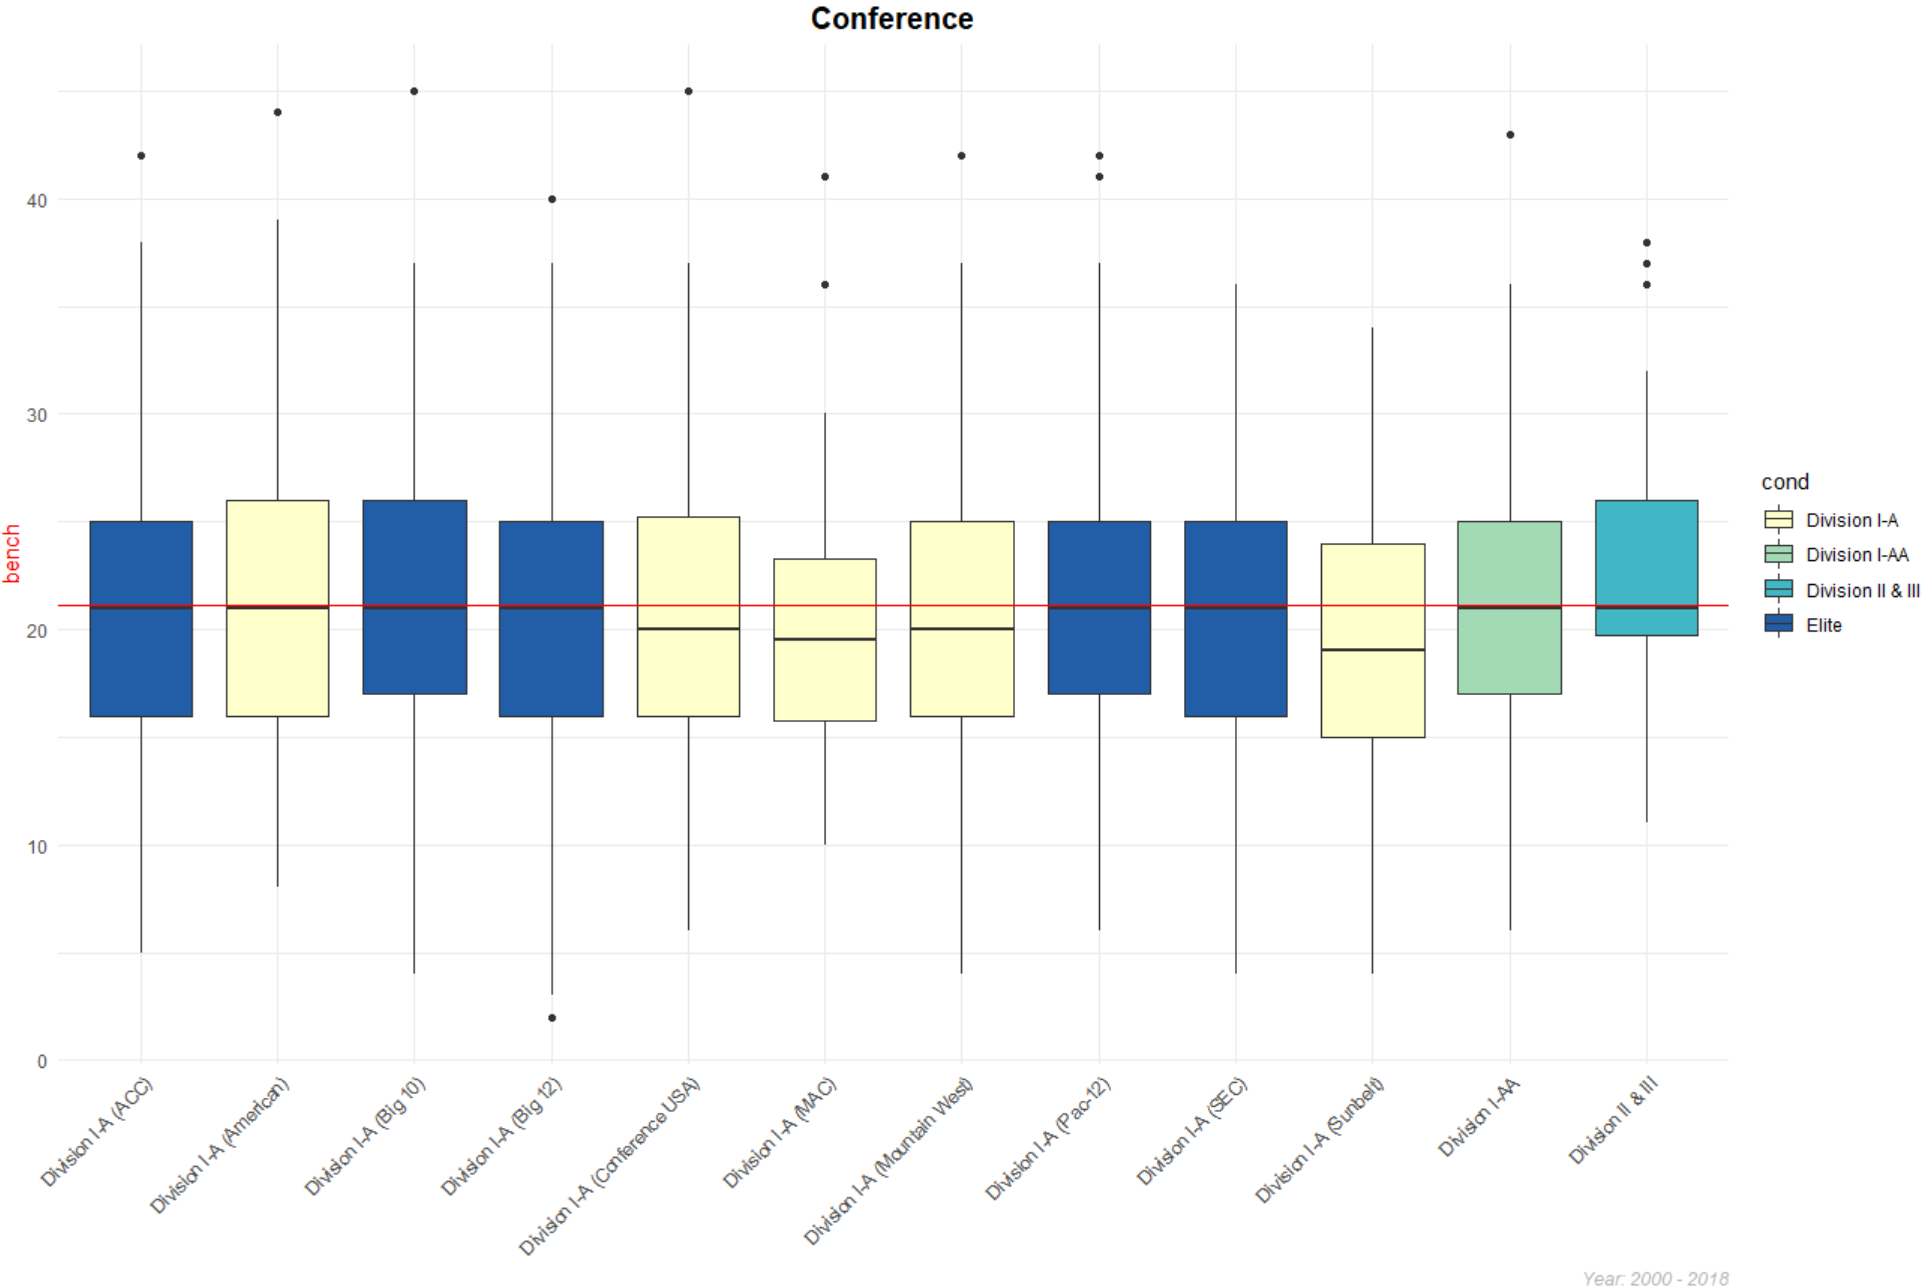 Conference
bench
40
30
20
10
0
Division I-A (ACC)
Division I-A (American)
Division I-A (Big 10)
Division I-A (Big 12)
Division I-A (Conference USA)
Division I-A (MAC)
Division I-A (Mountain West)
Division I-A (Pac-12)
Division I-A (SEC)
Division I-A (Sunbelt)
Division I-AA
Division II & III
cond
Division I-A
Division I-AA
Division II & III
Elite
Year: 2000 - 2018